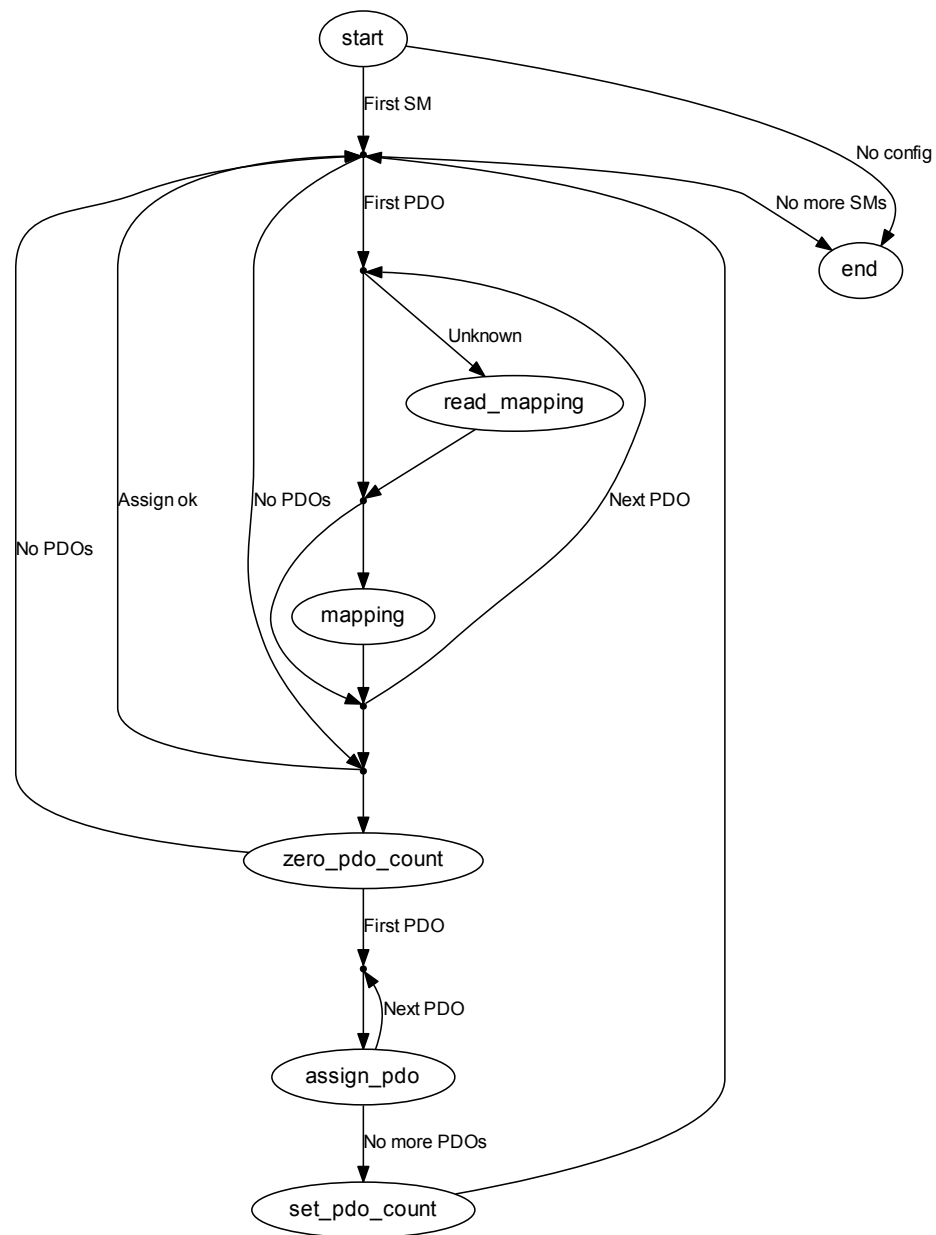 start
First SM
No config
First PDO
No more SMs
end
Unknown
read_mapping
Assign ok
No PDOs
Next PDO
No PDOs
mapping
zero_pdo_count
First PDO
Next PDO
assign_pdo
No more PDOs
set_pdo_count